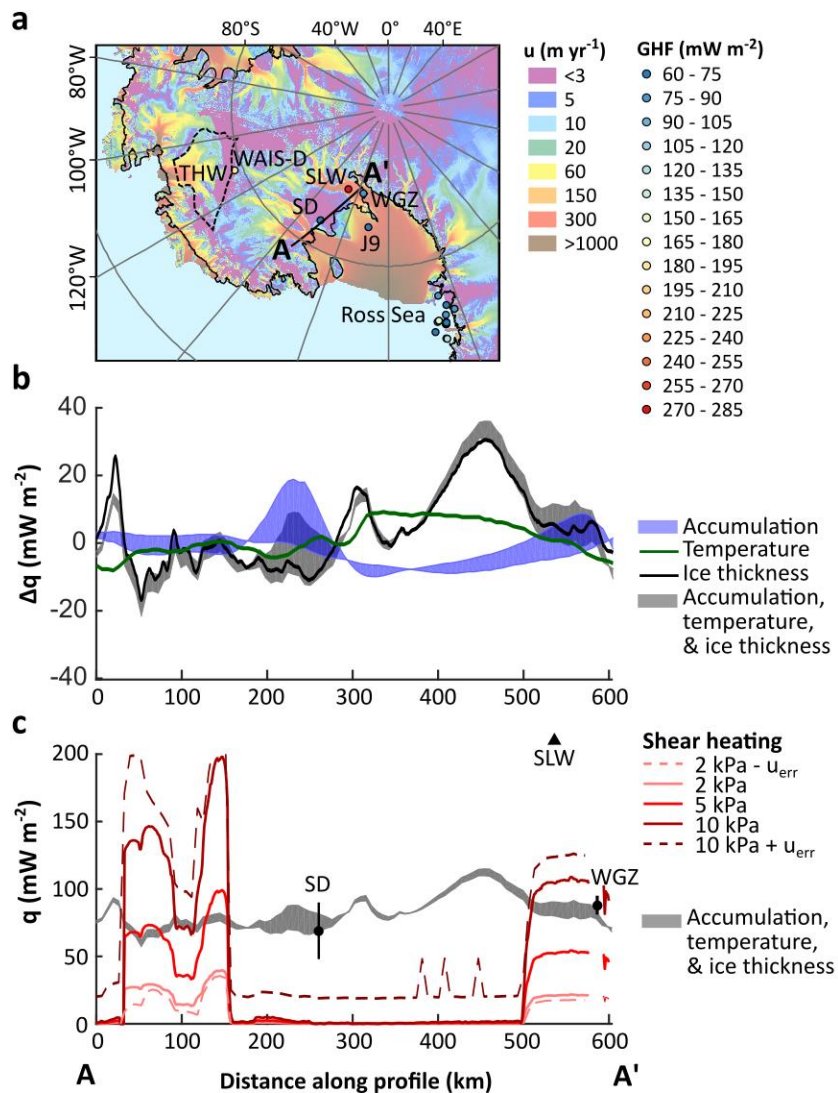 a
80°S 40°W 0° 40°E
80°W
100°W
120°W
THW
WAIS-D
SLW
A'
WGZ
SD
J9
A
Ross Sea
u (m yr⁻¹)
<3
5
10
20
60
150
300
>1000
GHF (mW m⁻²)
60 - 75
75 - 90
90 - 105
105 - 120
120 - 135
135 - 150
150 - 165
165 - 180
180 - 195
195 - 210
210 - 225
225 - 240
240 - 255
255 - 270
270 - 285
b
Δq (mW m⁻²)
40
20
0
-20
-40
0 100 200 300 400 500 600
Accumulation
Temperature
Ice thickness
Accumulation,
temperature,
& ice thickness
c
q (mW m⁻²)
200
150
100
50
0
SLW
SD
WGZ
0 100 200 300 400 500 600
A Distance along profile (km) A'
Shear heating
2 kPa - u_err
2 kPa
5 kPa
10 kPa
10 kPa + u_err
Accumulation,
temperature,
& ice thickness